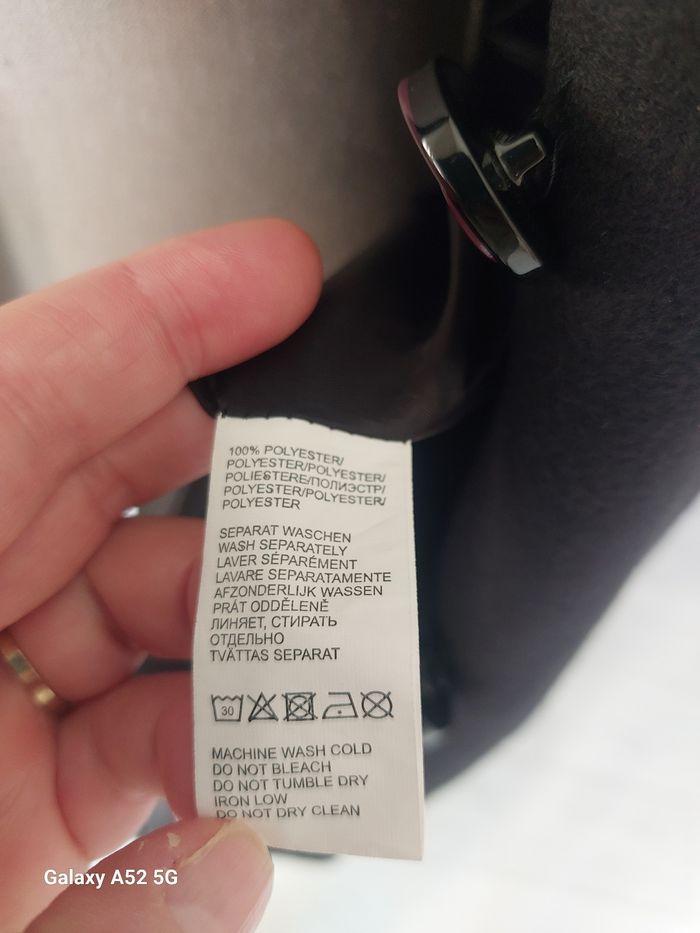 100% POLYESTER/
POLYESTER/POLYESTER/
POLIESTERE/ПОЛИЭСТР/
POLYESTER/POLYESTER/
POLYESTER
SEPARAT WASCHEN
WASH SEPARATELY
LAVER SÉPARÉMENT
LAVARE SEPARATAMENTE
AFZONDERLIJK WASSEN
PRÁT ODDĚLENĚ
ЛИНЯЕТ, СТИРАТЬ
ОТДЕЛЬНО
TVÄTTAS SEPARAT
30
MACHINE WASH COLD
DO NOT BLEACH
DO NOT TUMBLE DRY
IRON LOW
DO NOT DRY CLEAN
Galaxy A52 5G